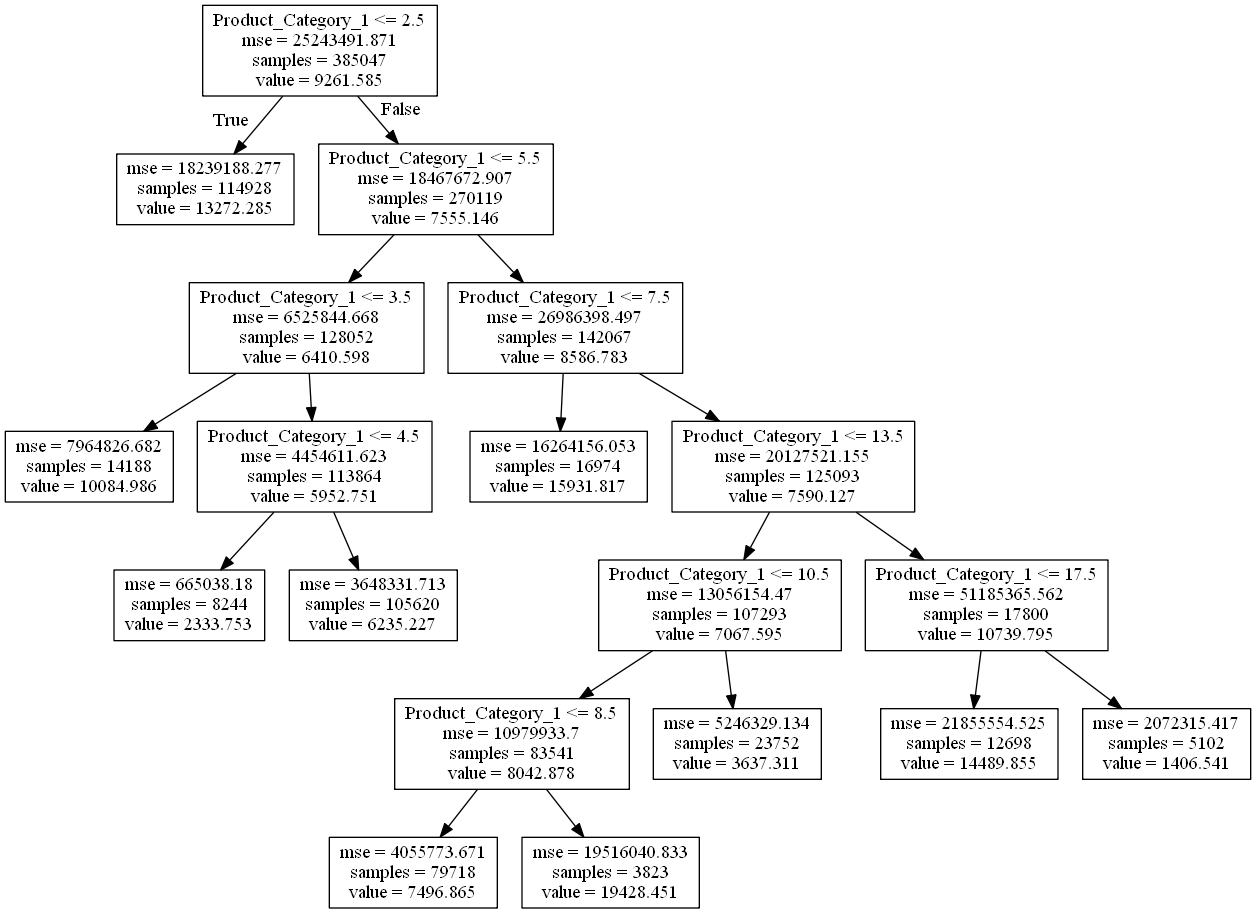 Product_Category_1 <= 2.5
mse = 25243491.871
samples = 385047
value = 9261.585
True
False
mse = 18239188.277
samples = 114928
value = 13272.285
Product_Category_1 <= 5.5
mse = 18467672.907
samples = 270119
value = 7555.146
Product_Category_1 <= 3.5
mse = 6525844.668
samples = 128052
value = 6410.598
Product_Category_1 <= 7.5
mse = 26986398.497
samples = 142067
value = 8586.783
mse = 7964826.682
samples = 14188
value = 10084.986
Product_Category_1 <= 4.5
mse = 4454611.623
samples = 113864
value = 5952.751
mse = 16264156.053
samples = 16974
value = 15931.817
Product_Category_1 <= 13.5
mse = 20127521.155
samples = 125093
value = 7590.127
mse = 665038.18
samples = 8244
value = 2333.753
mse = 3648331.713
samples = 105620
value = 6235.227
Product_Category_1 <= 10.5
mse = 13056154.47
samples = 107293
value = 7067.595
Product_Category_1 <= 17.5
mse = 51185365.562
samples = 17800
value = 10739.795
Product_Category_1 <= 8.5
mse = 10979933.7
samples = 83541
value = 8042.878
mse = 5246329.134
samples = 23752
value = 3637.311
mse = 21855554.525
samples = 12698
value = 14489.855
mse = 2072315.417
samples = 5102
value = 1406.541
mse = 4055773.671
samples = 79718
value = 7496.865
mse = 19516040.833
samples = 3823
value = 19428.451